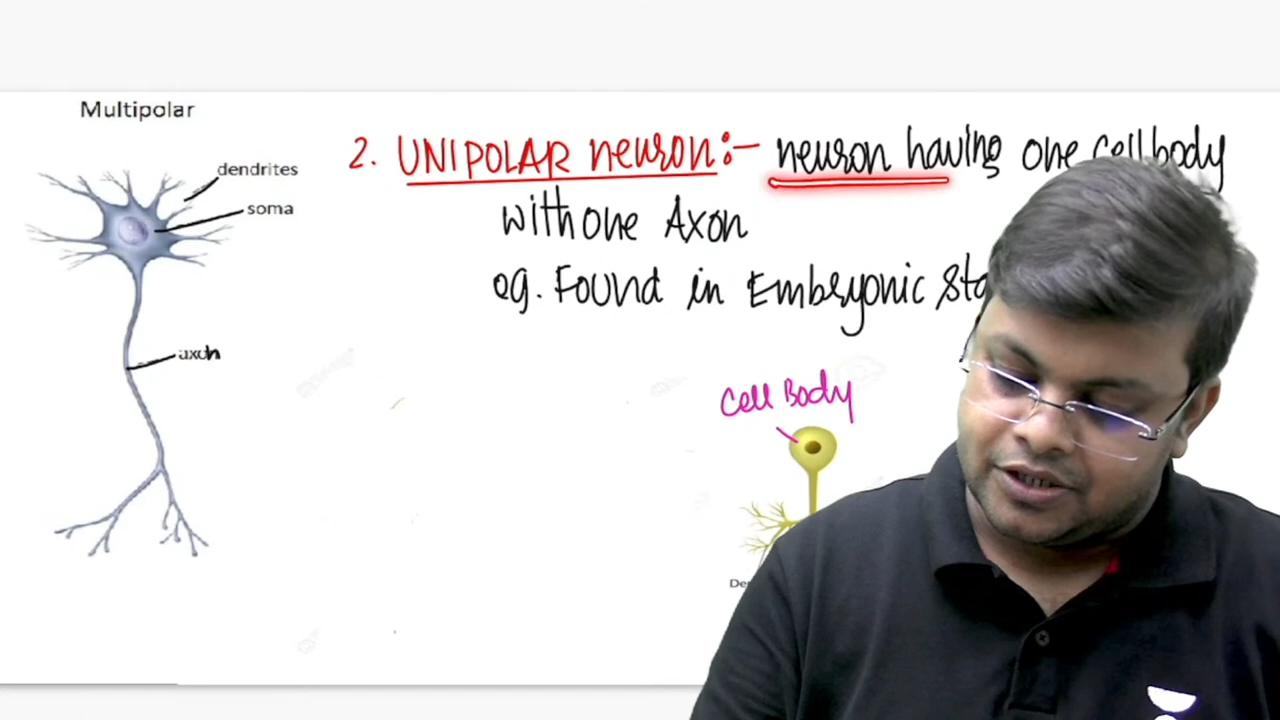 Multipolar
dendrites
soma
axon
2. UNIPOLAR neuron:- neuron having one cell body
with one Axon
eg. Found in Embryonic
Cell Body